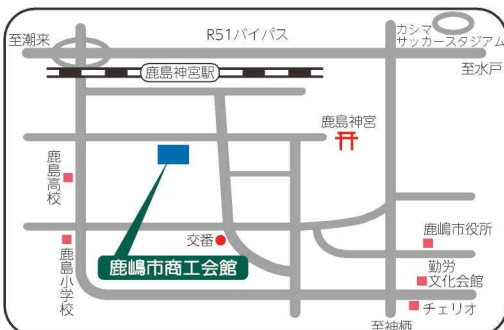 至潮来
R51バイパス
カシマ
サッカースタジアム
至水戸
鹿島神宮駅
鹿島神宮
鹿島高校
鹿島小学校
交番
鹿嶋市商工会館
鹿嶋市役所
勤労
文化会館
チェリオ
至神栖